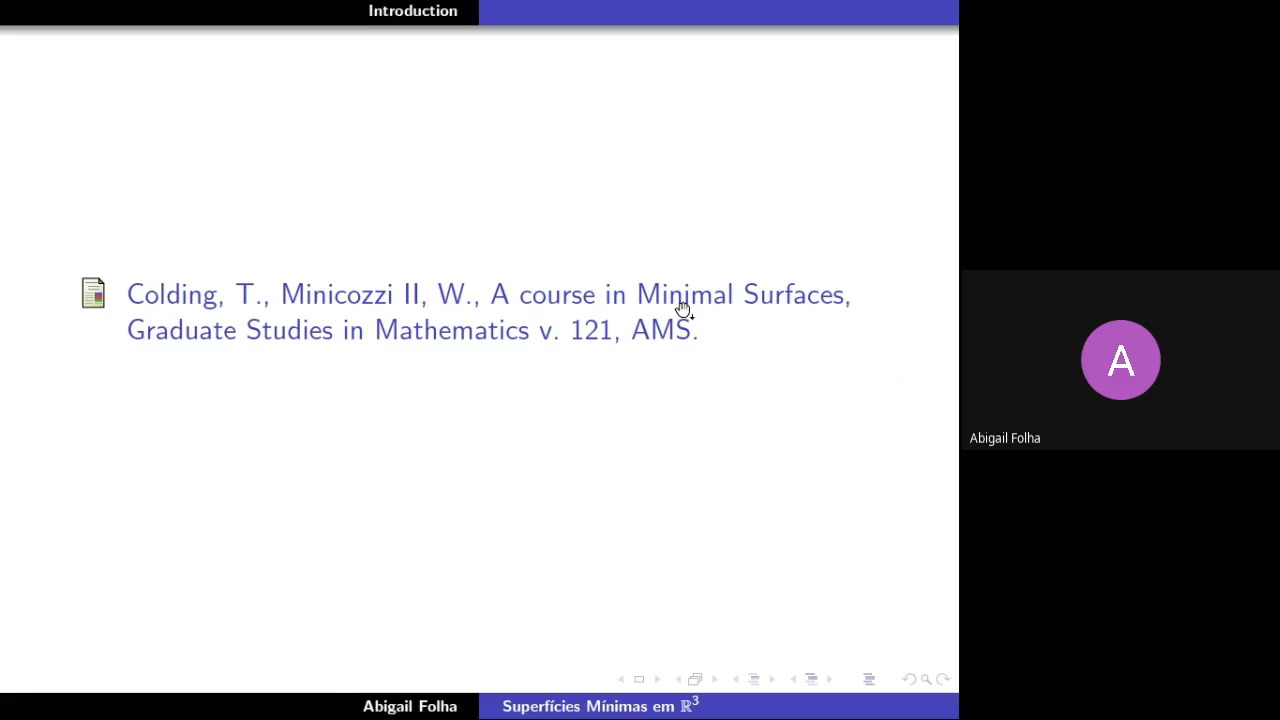 Introduction
Colding, T., Minicozzi II, W., A course in Minimal Surfaces,
Graduate Studies in Mathematics v. 121, AMS.
A
Abigail Folha
Abigail Folha
Superfícies Mínimas em ℝ³